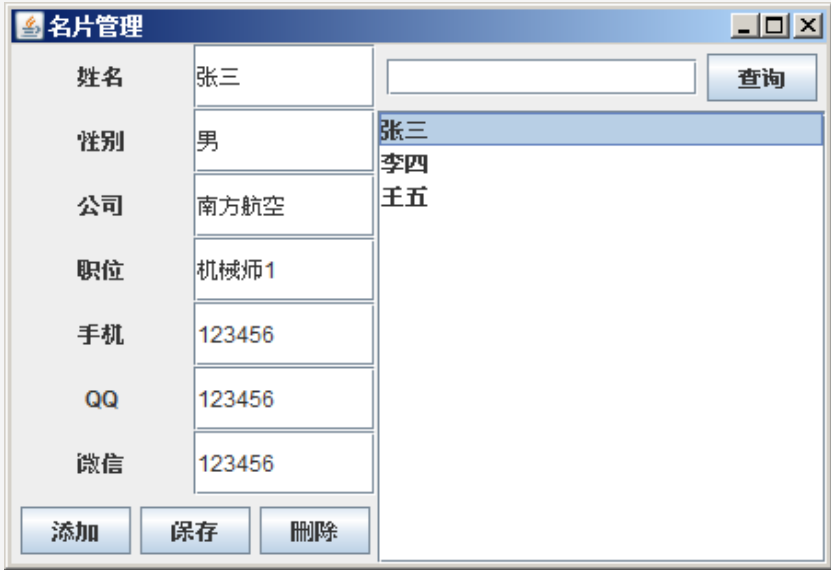 名片管理
姓名 张三 查询
性别 男
公司 南方航空
职位 机械师1
手机 123456
QQ 123456
微信 123456
添加 保存 删除
张三
李四
王五